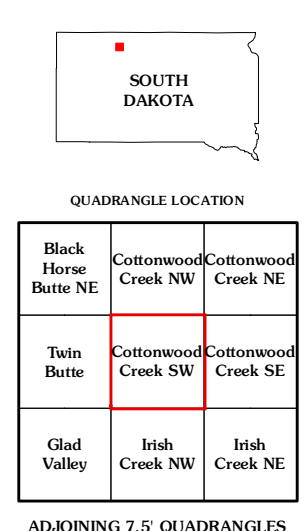 SOUTH
DAKOTA
QUADRANGLE LOCATION
Black
Horse
Butte NE
Cottonwood
Creek NW
Cottonwood
Creek NE
Twin
Butte
Cottonwood
Creek SW
Cottonwood
Creek SE
Glad
Valley
Irish
Creek NW
Irish
Creek NE
ADJOINING 7.5' QUADRANGLES